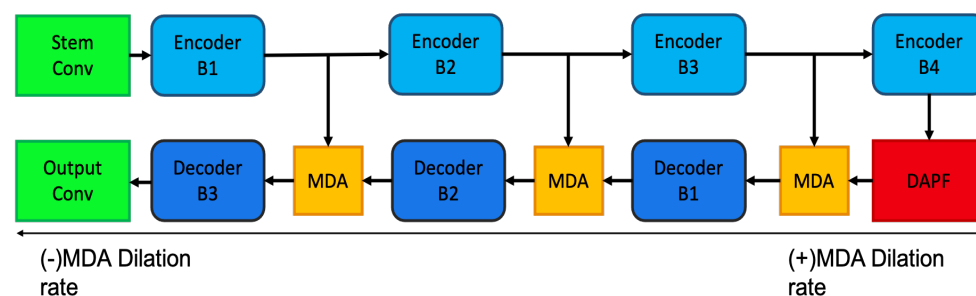 Stem
Conv
Encoder
B1
Encoder
B2
Encoder
B3
Encoder
B4
Output
Conv
Decoder
B3
MDA
Decoder
B2
MDA
Decoder
B1
MDA
DAPF
(-)MDA Dilation
rate
(+)MDA Dilation
rate